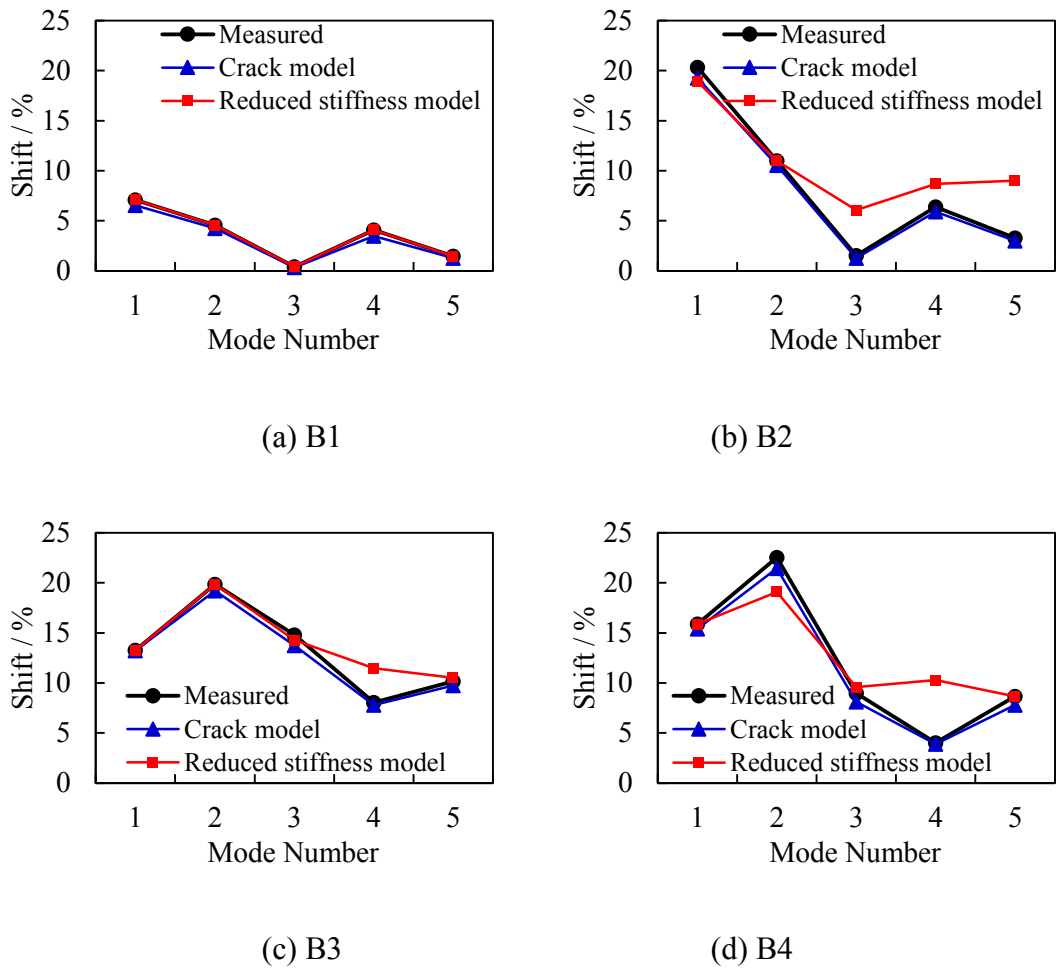 25
20
15
10
5
0
Shift / %
Measured
Crack model
Reduced stiffness model
1 2 3 4 5
Mode Number
(a) B1
25
20
15
10
5
0
Shift / %
Measured
Crack model
Reduced stiffness model
1 2 3 4 5
Mode Number
(b) B2
25
20
15
10
5
0
Shift / %
Measured
Crack model
Reduced stiffness model
1 2 3 4 5
Mode Number
(c) B3
25
20
15
10
5
0
Shift / %
Measured
Crack model
Reduced stiffness model
1 2 3 4 5
Mode Number
(d) B4